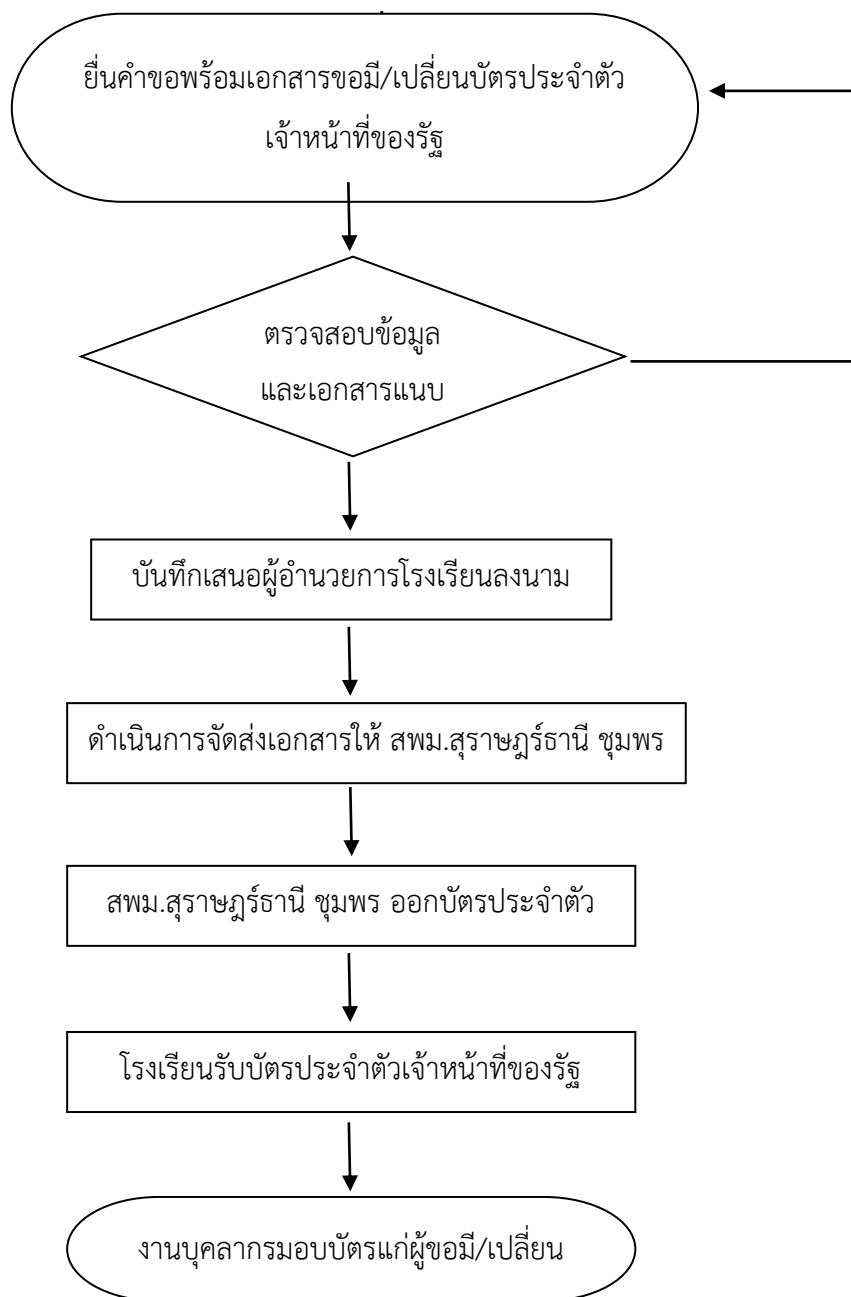 ยื่นคำขอพร้อมเอกสารขอมี/เปลี่ยนบัตรประจำตัว
เจ้าหน้าที่ของรัฐ
ตรวจสอบข้อมูล
และเอกสารแนบ
บันทึกเสนอผู้อำนวยการโรงเรียนลงนาม
ดำเนินการจัดส่งเอกสารให้ สพม.สุราษฎร์ธานี ชุมพร
สพม.สุราษฎร์ธานี ชุมพร ออกบัตรประจำตัว
โรงเรียนรับบัตรประจำตัวเจ้าหน้าที่ของรัฐ
งานบุคลากรมอบบัตรแก่ผู้ขอมี/เปลี่ยน